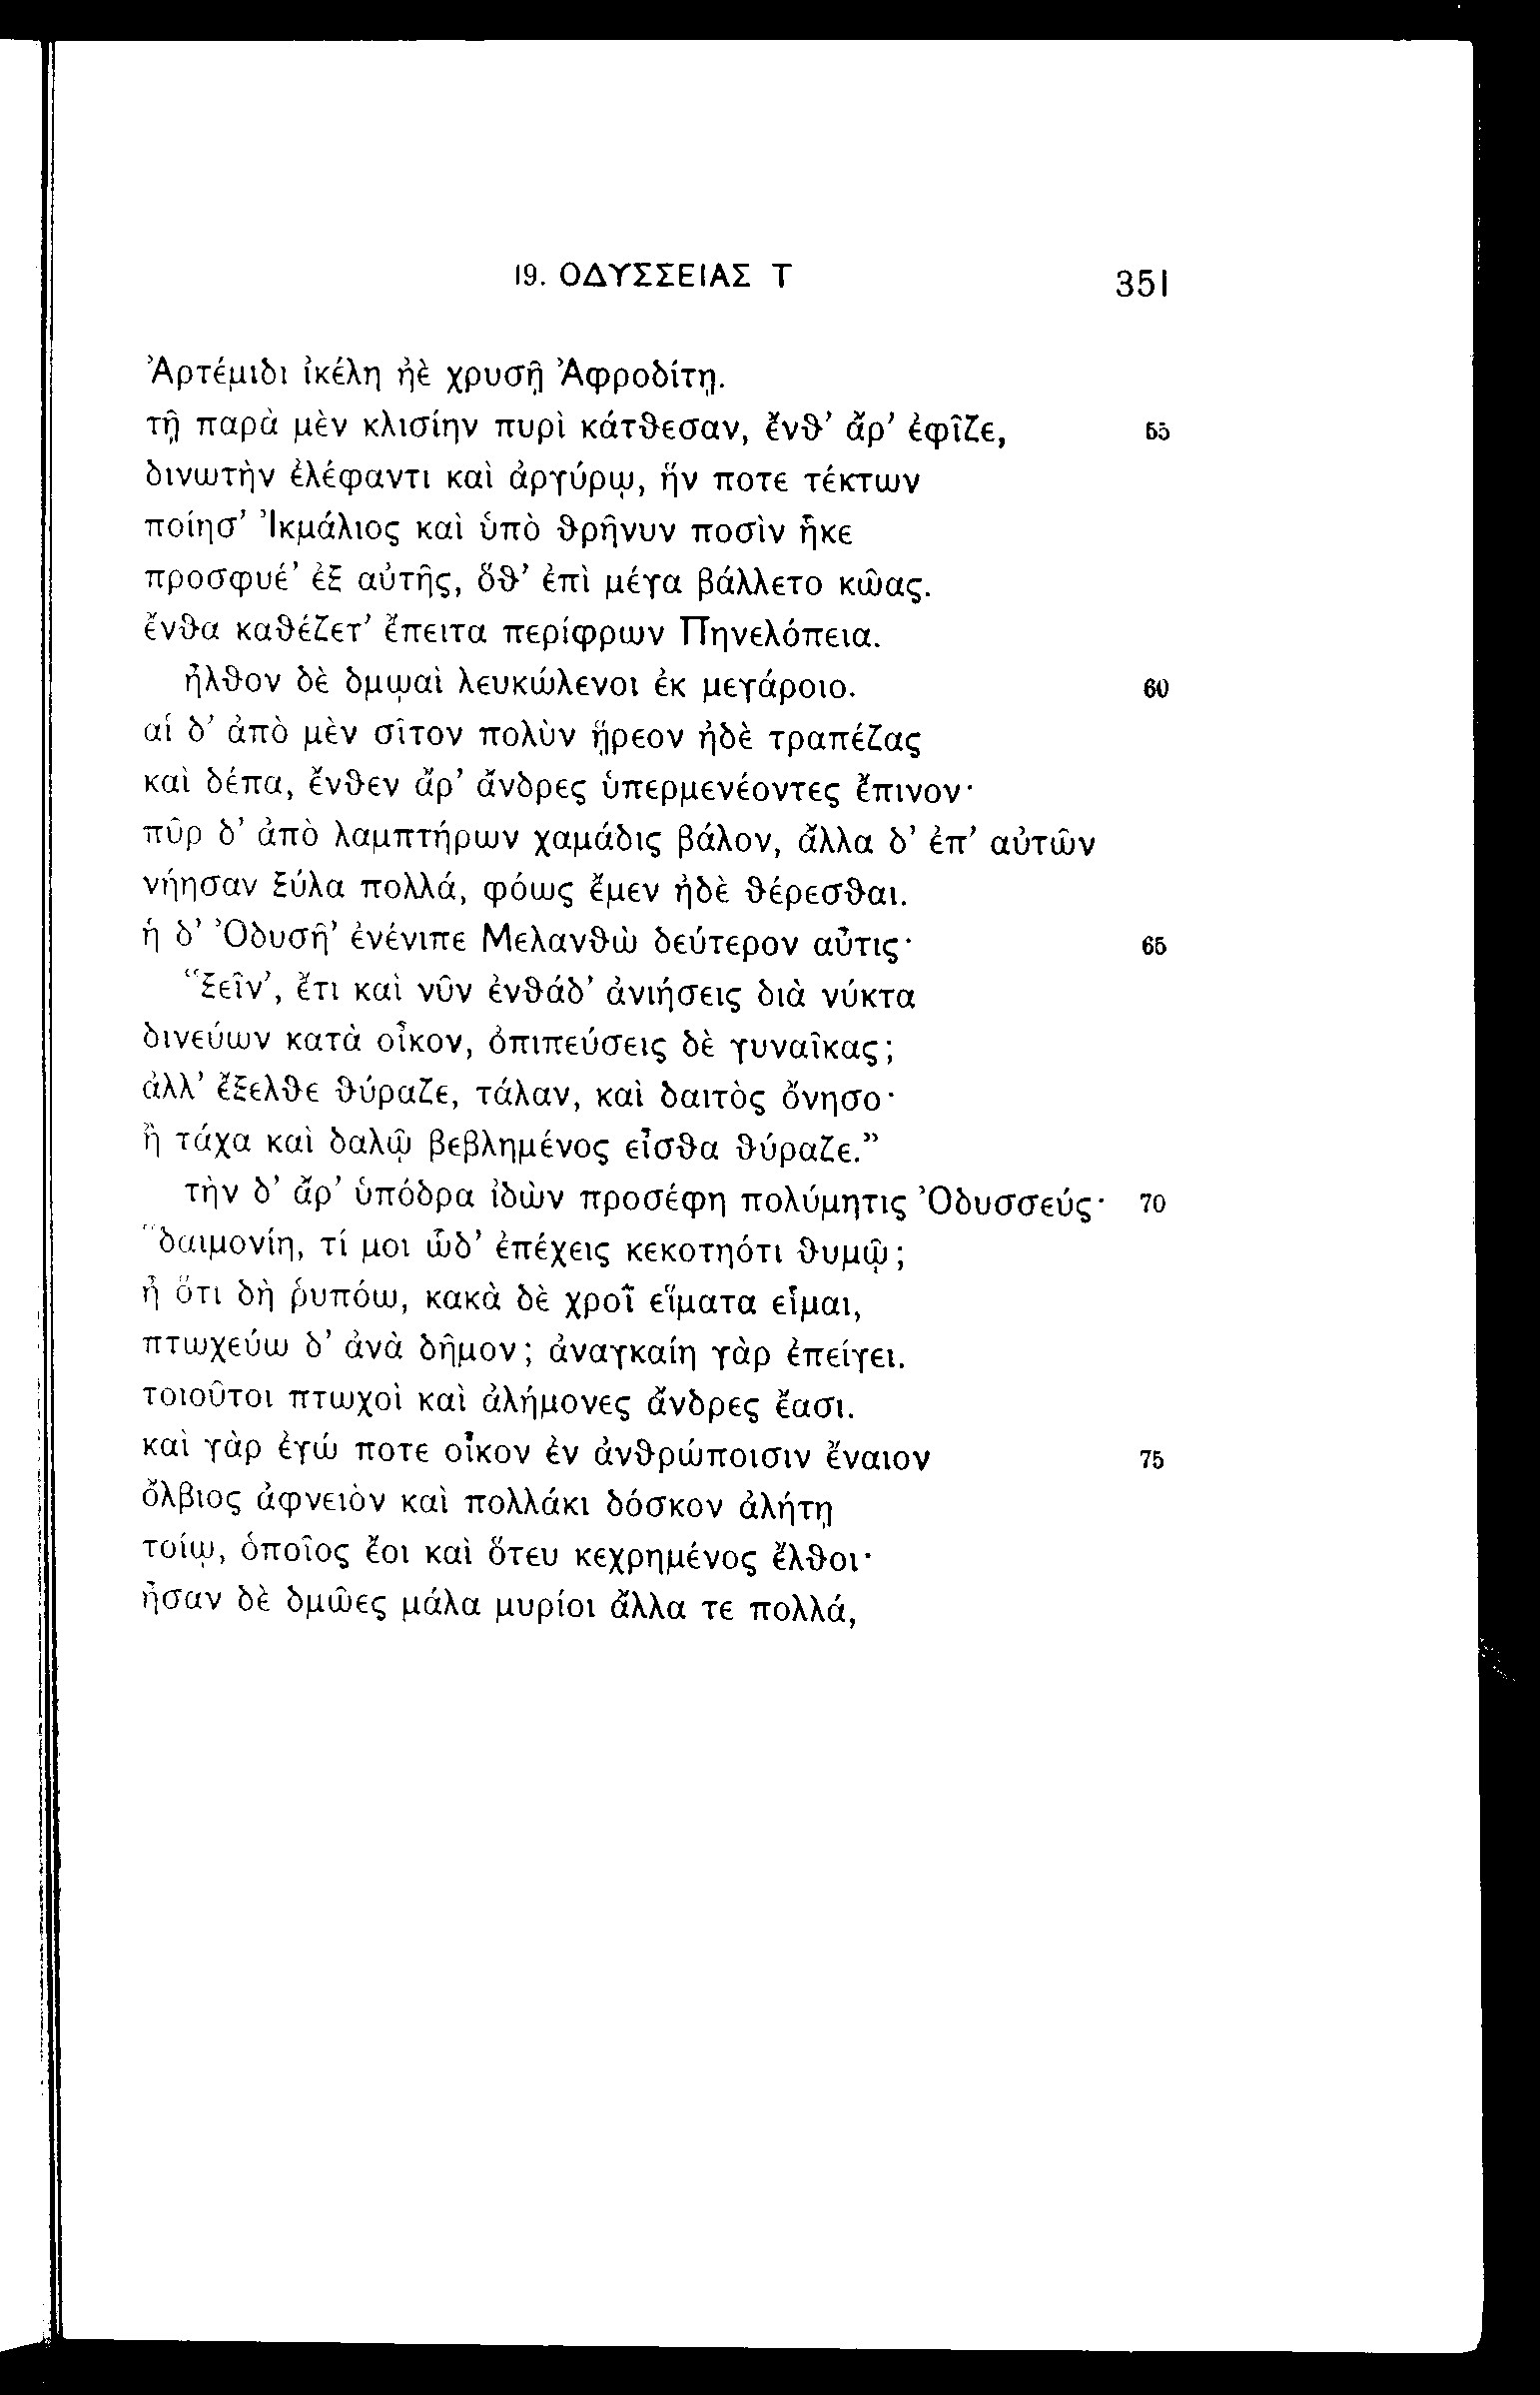 19. ΟΔΥΣΣΕΙΑΣ Τ
351
Ἀρτέμιδι ἰκέλη ἠὲ χρυσῇ Ἀφροδίτῃ.
τῇ παρὰ μὲν κλισίην πυρὶ κάτθεσαν, ἔνθ’ ἄρ’ ἐφῖζε, 55
δινωτὴν ἐλέφαντι καὶ ἀργύρῳ, ἥν ποτε τέκτων
ποίησ’ Ἰκμάλιος καὶ ὑπὸ θρῆνυν ποσὶν ἧκε
προσφυέ’ ἐξ αὐτῆς, ὅθ’ ἐπὶ μέγα βάλλετο κῶας.
ἔνθα καθέζετ’ ἔπειτα περίφρων Πηνελόπεια.
ἦλθον δὲ δμῳαὶ λευκώλενοι ἐκ μεγάροιο. 60
αἱ δ’ ἀπὸ μὲν σῖτον πολὺν ᾕρεον ἠδὲ τραπέζας
καὶ δέπα, ἔνθεν ἄρ’ ἄνδρες ὑπερμενέοντες ἔπινον·
πῦρ δ’ ἀπὸ λαμπτήρων χαμάδις βάλον, ἄλλα δ’ ἐπ’ αὐτῶν
νήησαν ξύλα πολλά, φόως ἔμεν ἠδὲ θέρεσθαι.
ἡ δ’ Ὀδυσῆ’ ἐνένιπε Μελανθὼ δεύτερον αὖτις· 65
“ξεῖν’, ἔτι καὶ νῦν ἐνθάδ’ ἀνιήσεις διὰ νύκτα
δινεύων κατὰ οἶκον, ὀπιπεύσεις δὲ γυναῖκας;
ἀλλ’ ἔξελθε θύραζε, τάλαν, καὶ δαιτὸς ὄνησο·
ἢ τάχα καὶ δαλῷ βεβλημένος εἶσθα θύραζε.”
τὴν δ’ ἄρ’ ὑπόδρα ἰδὼν προσέφη πολύμητις Ὀδυσσεύς· 70
“δαιμονίη, τί μοι ὧδ’ ἐπέχεις κεκοτηότι θυμῷ;
ἦ ὅτι δὴ ῥυπόω, κακὰ δὲ χροῒ εἵματα εἷμαι,
πτωχεύω δ’ ἀνὰ δῆμον; ἀναγκαίη γὰρ ἐπείγει.
τοιοῦτοι πτωχοὶ καὶ ἀλήμονες ἄνδρες ἔασι.
καὶ γὰρ ἐγώ ποτε οἶκον ἐν ἀνθρώποισιν ἔναιον 75
ὄλβιος ἀφνειὸν καὶ πολλάκι δόσκον ἀλήτῃ
τοίῳ, ὁποῖος ἔοι καὶ ὅτευ κεχρημένος ἔλθοι·
ἦσαν δὲ δμῶες μάλα μυρίοι ἄλλα τε πολλά,